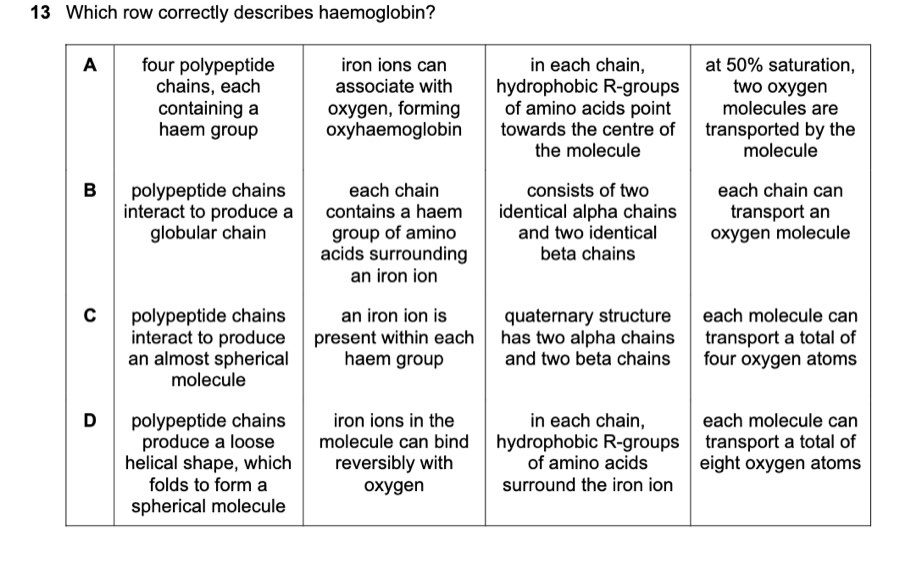 13 Which row correctly describes haemoglobin?
A four polypeptide chains, each containing a haem group | iron ions can associate with oxygen, forming oxyhaemoglobin | in each chain, hydrophobic R-groups of amino acids point towards the centre of the molecule | at 50% saturation, two oxygen molecules are transported by the molecule
B polypeptide chains interact to produce a globular chain | each chain contains a haem group of amino acids surrounding an iron ion | consists of two identical alpha chains and two identical beta chains | each chain can transport an oxygen molecule
C polypeptide chains interact to produce an almost spherical molecule | an iron ion is present within each haem group | quaternary structure has two alpha chains and two beta chains | each molecule can transport a total of four oxygen atoms
D polypeptide chains produce a loose helical shape, which folds to form a spherical molecule | iron ions in the molecule can bind reversibly with oxygen | in each chain, hydrophobic R-groups of amino acids surround the iron ion | each molecule can transport a total of eight oxygen atoms